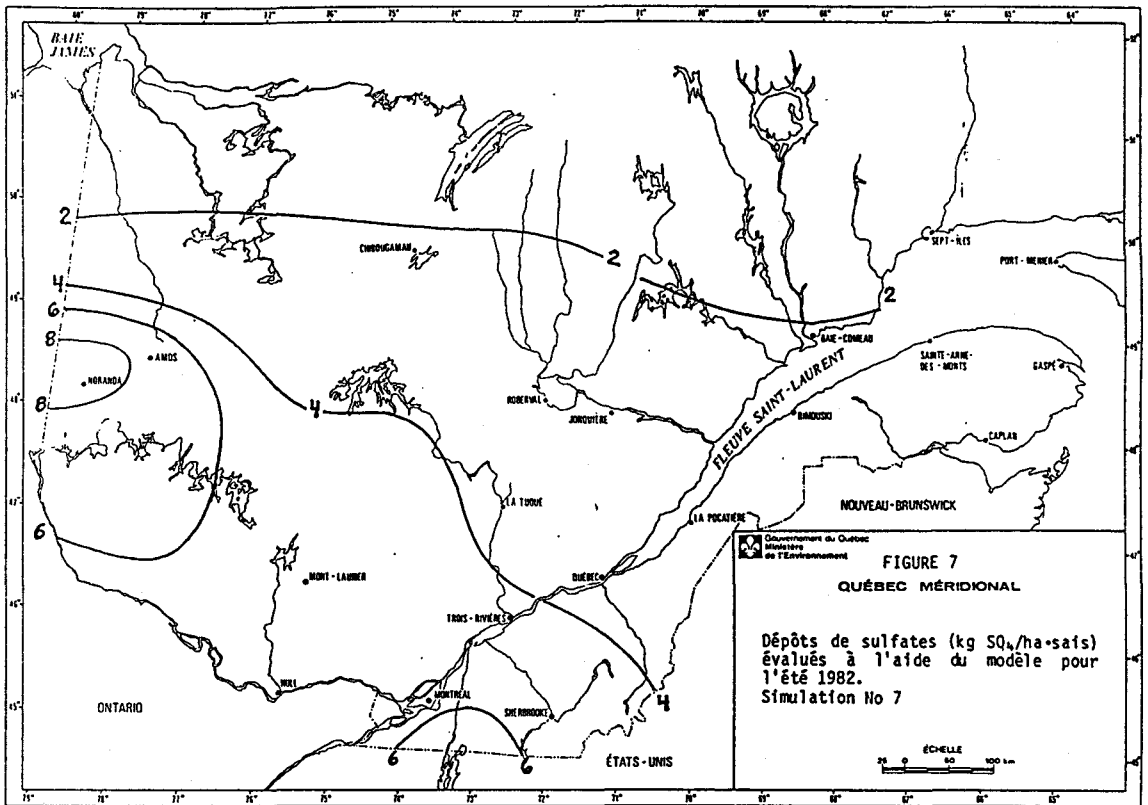 BAIE
JAMES
2
CHIBOUGAMAU
2
SEPT-ÎLES
PORT-MENIER
2
4
6
8
AMOS
NORANDA
8
BAIE-COMEAU
SAINTE-ANNE-
DES-MONTS
GASPÉ
4
ROBERVAL
JONQUIÈRE
FLEUVE SAINT-LAURENT
RIMOUSKI
CAPLAN
LA TUQUE
LA POCATIÈRE
NOUVEAU-BRUNSWICK
6
MONT-LAURIER
QUÉBEC
TROIS-RIVIÈRES
HULL
MONTRÉAL
SHERBROOKE
4
ONTARIO
6
6
ÉTATS-UNIS
Gouvernement du Québec
Ministère
de l'Environnement
FIGURE 7
QUÉBEC MÉRIDIONAL
Dépôts de sulfates (kg SO₄/ha•sais)
évalués à l'aide du modèle pour
l'été 1982.
Simulation No 7
ÉCHELLE
25 0 50 100 km